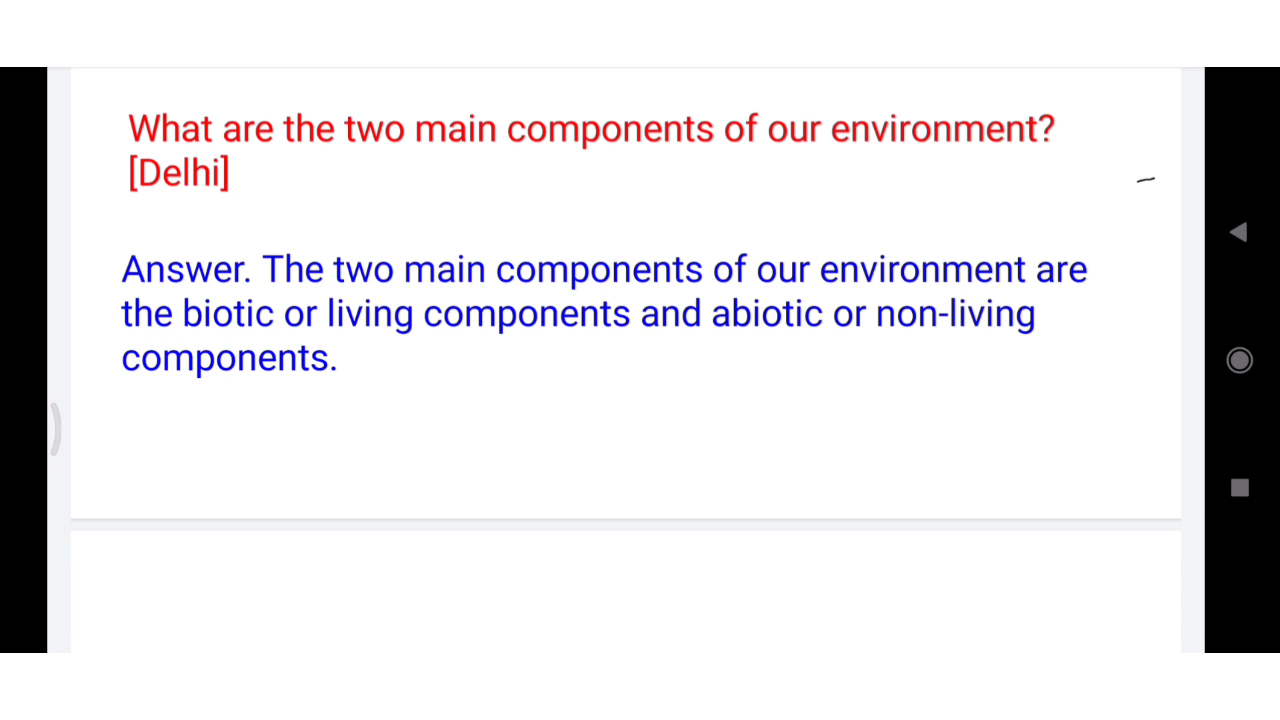 What are the two main components of our environment?
[Delhi]
Answer. The two main components of our environment are
the biotic or living components and abiotic or non-living
components.